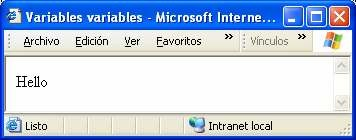 Variables variables - Microsoft Interne...
Archivo Edición Ver Favoritos » Vínculos »
Hello
Listo Intranet local